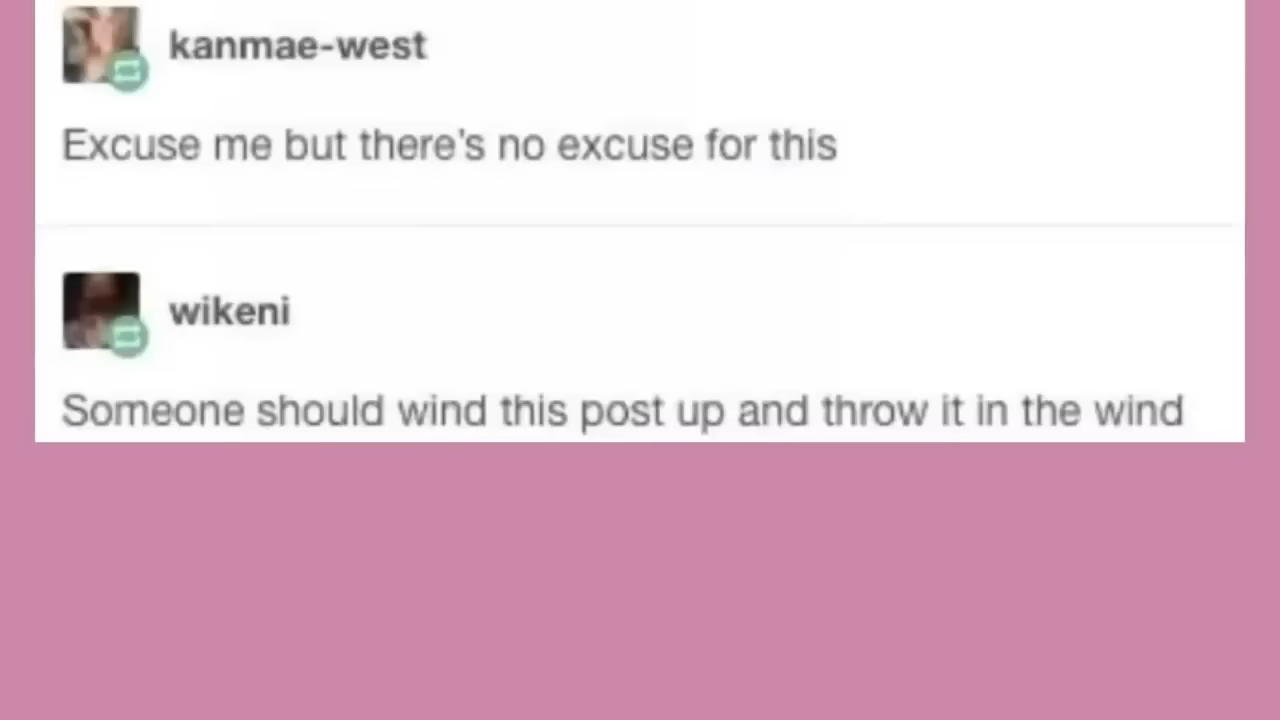 kanmae-west
Excuse me but there's no excuse for this
wikeni
Someone should wind this post up and throw it in the wind